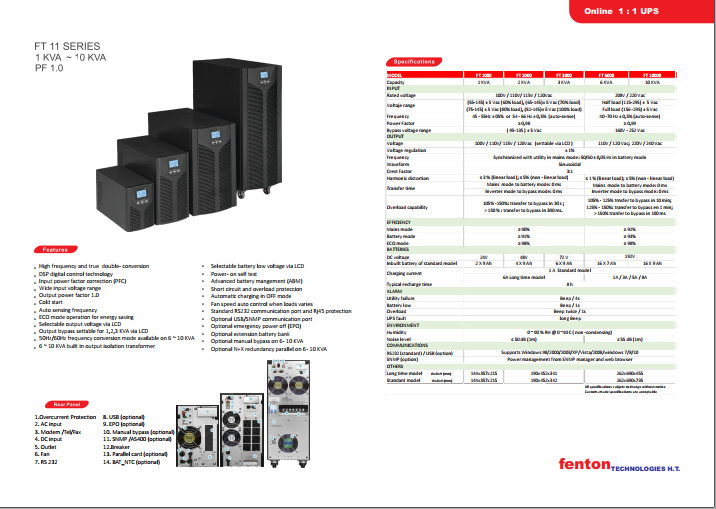 Online 1 : 1 UPS
FT 11 SERIES
1 KVA ~ 10 KVA
PF 1.0
Features
High frequency and true double- conversion
DSP digital control technology
Input power factor correction (PFC)
Wide input voltage range
Output power factor 1.0
Cold start
Auto sensing frequency
ECO mode operation for energy saving
Selectable output voltage via LCD
Output bypass settable for 1,2,3 KVA via LCD
50Hz/60Hz frequency conversion mode available on 6 ~ 10 KVA
6 ~ 10 KVA built in output isolation transformer
Selectable battery low voltage via LCD
Power- on self test
Advanced battery mangement (ABM)
Short circuit and overload protection
Automatic charging in OFF mode
Fan speed auto control when loads varies
Standard RS232 communication port and RJ45 protection
Optional USB/SNMP communication port
Optional emergency power off (EPO)
Optional extension battery bank
Optional manual bypass on 6- 10 KVA
Optional N+X redundancy parallel on 6- 10 KVA
Rear Panel
1.Overcurrent Protection
2. AC input
3. Modem /Tel/Fax
4. DC input
5. Outlet
6. Fan
7. RS 232
8. USB (optional)
9. EPO (optional)
10. Manual bypass (optional)
11. SNMP /AS400 (optional)
12.Breaker
13. Parallel card (optional)
14. BAT_NTC (optional)
Specifications
MODEL FT 1000 FT 2000 FT 3000 FT 6000 FT 10000
Capacity 1 KVA 2 KVA 3 KVA 6 KVA 10 KVA
INPUT
Rated voltage 100V / 110V/ 115V / 120Vac 208V / 220 Vac
Voltage range (55-145) ± 5 Vac (60% load), (65-145)± 5 Vac (70% load) Half load (115-295) ± 5 Vac
(75-145) ± 5 Vac (80% load), (82-145)± 5 Vac (100% load) Full load (156-295) ± 5 Vac
Frequency 45 - 55Hz ±05% or 54 - 66 Hz ±0,5% (auto-sense) 40-70 Hz ±0,5% (auto-sense)
Power Factor ≥ 0,98 ≥ 0,99
Bypass voltage range ( 95-135 ) ± 5 Vac 160V - 252 Vac
OUTPUT
Voltage 100V / 110V / 115V / 120Vac (settable via LCD) 110V / 120 Vac; 220V / 240 Vac
Voltage regulation ± 1%
Frequency Synchronized with utility in mains mode: 50/60 ± 0,05 Hz in battery mode
Waveform Sinusoidal
Crest Factor 3:1
Harmonic distortion ≤ 3% (linear load); ≤ 5% (non - linear load) ≤ 1 % (linear load); ≤ 5% (non - linear load)
Transfer time Mains mode to battery mode: 0 ms Mains mode to battery mode: 0 ms
Inverter mode to bypass mode: 0 ms Inverter mode to bypass mode: 0 ms
Overload capability 105% -150%: transfer to bypass in 30 s; 105% - 125% transfer to bypass in 10 min;
> 150% : transfer to bypass in 300 ms. 125% - 150%: transfer to bypass en 1 min;
> 150% transfer to bypass in 100 ms
EFFICIENCY
Mains mode ≥ 90% ≥ 92%
Battery mode ≥ 91% ≥ 93%
ECO mode ≥ 98% ≥ 98%
BATTERIES
DC voltage 24V 48V 72 V 192V
Inbuilt battery of standard model 2 X 9 Ah 4 X 9 Ah 6 X 9 Ah 16 X 7 Ah 16 X 9 Ah
Charging current 1 A Standard model
6A Long time model 1A / 3A / 5A / 8A
Typical recharge time 8 h
ALARM
Utility failure Beep / 4s
Battery low Beep / 1s
Overload Beep twice / 1s
UPS fault long Beep
ENVIRONMENT
Humidity 0 ~ 90 % RH @ 0~40 C (non -condensing)
Noise level ≤ 50 dB (1m) ≤ 55 dB (1m)
COMMUNICATIONS
RS232 (standard) / USB (option) Supports Windows 98/2000/2003/XP/Vista/2008/windows 7/8/10
SNMP (option) Power management from SNMP manager and web browser
OTHERS
Long time model 144x357x215 190x452x341 262x690x455
Standard model 144x357x215 190x452x341 262x690x735
All specifications subject to change without notice
Custom-made specifications are acceptable
fenton TECHNOLOGIES H.T.